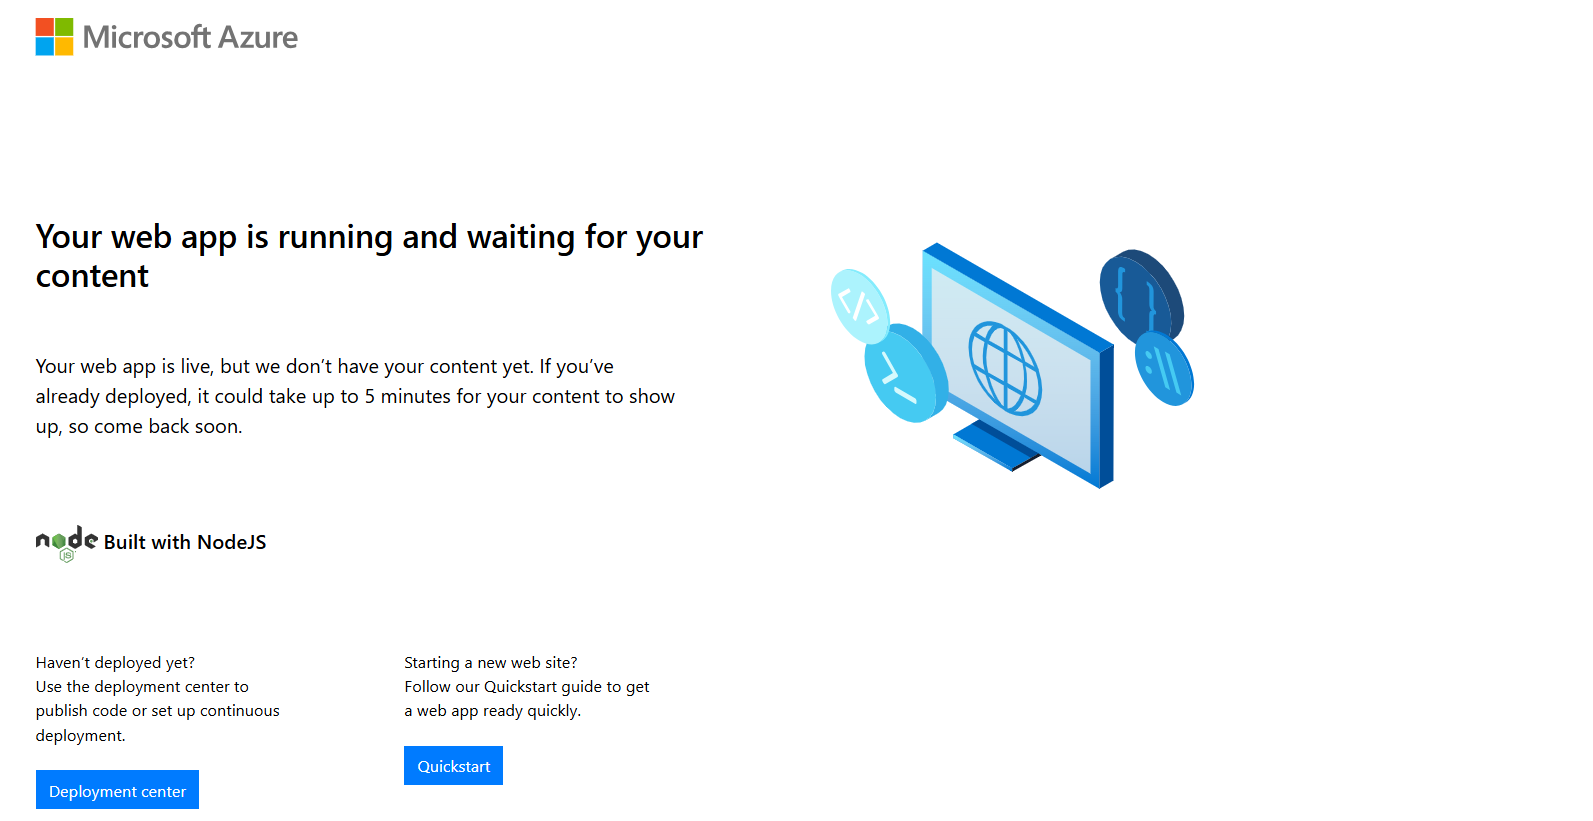 Microsoft Azure
Your web app is running and waiting for your
content
Your web app is live, but we don’t have your content yet. If you’ve
already deployed, it could take up to 5 minutes for your content to show
up, so come back soon.
node
JS
Built with NodeJS
Haven’t deployed yet?
Use the deployment center to
publish code or set up continuous
deployment.
Deployment center
Starting a new web site?
Follow our Quickstart guide to get
a web app ready quickly.
Quickstart